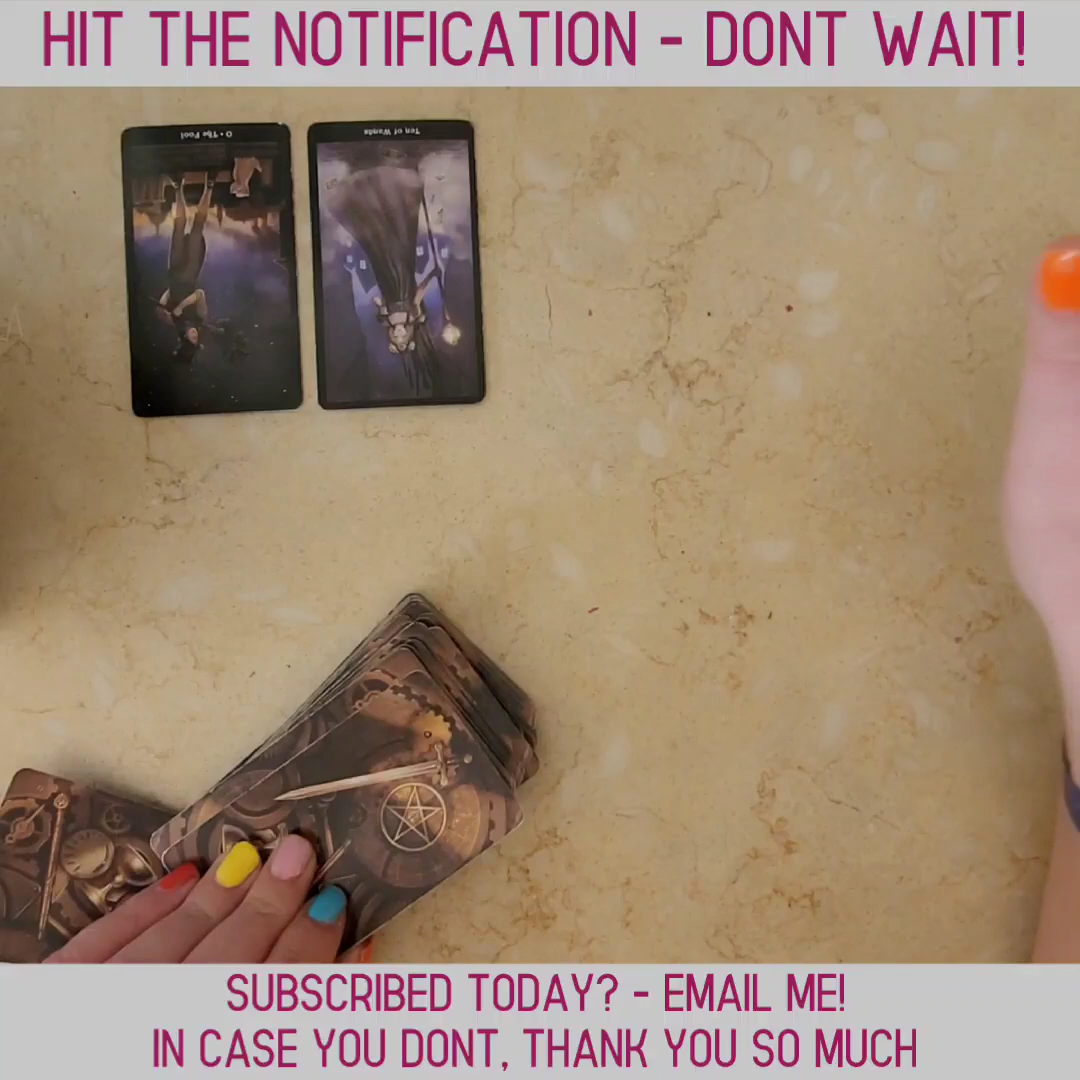 HIT THE NOTIFICATION - DONT WAIT!
0 • The Fool
Ten of Wands
SUBSCRIBED TODAY? - EMAIL ME!
IN CASE YOU DONT, THANK YOU SO MUCH